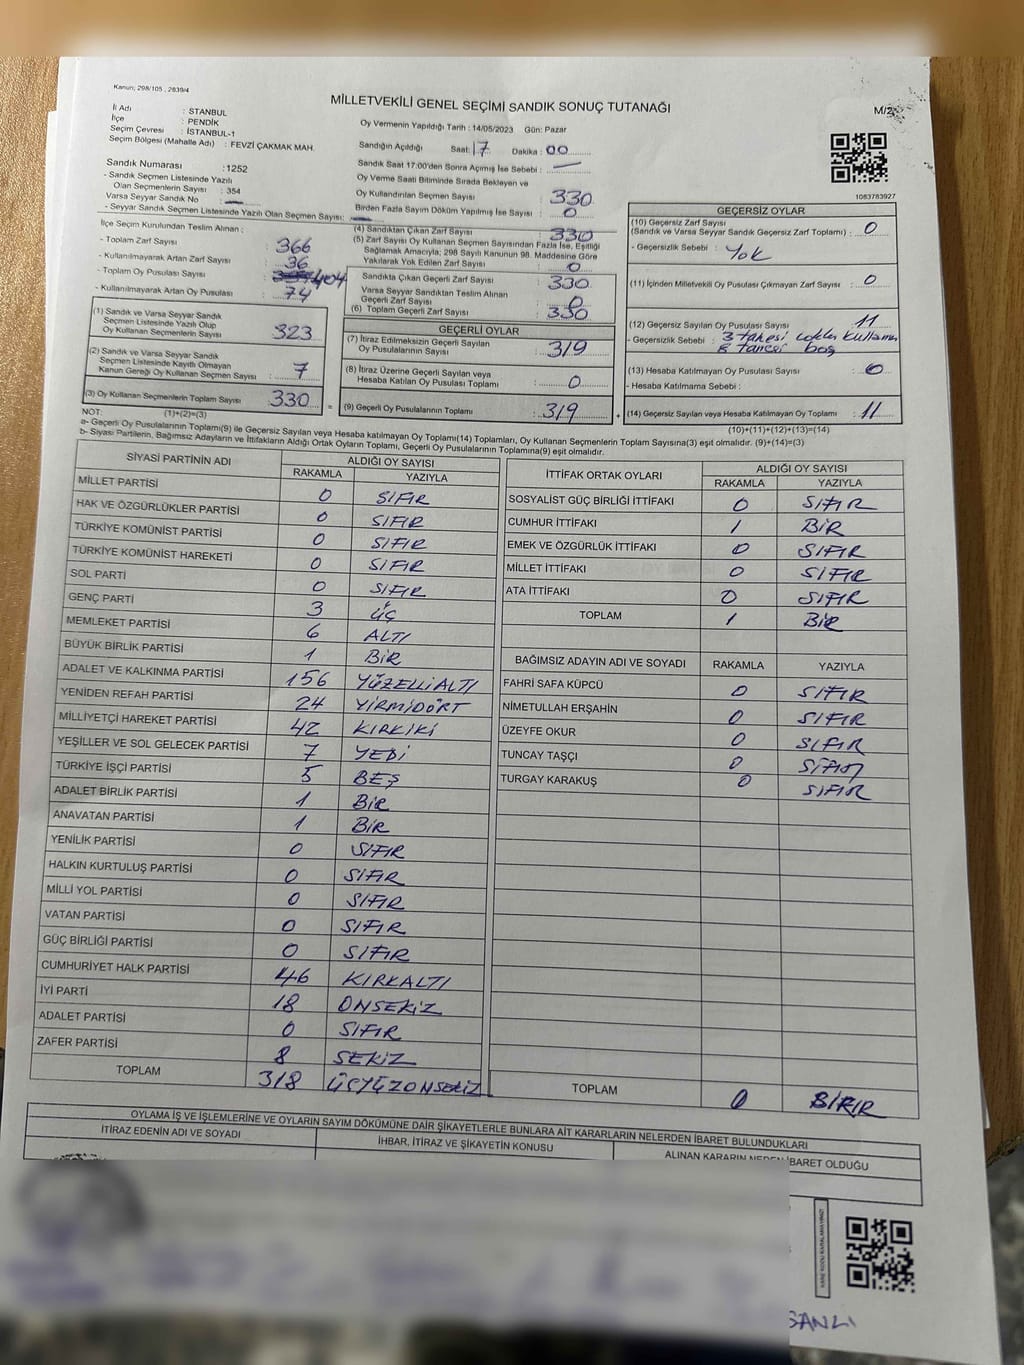 Kanun; 298/105 , 2839/4
MİLLETVEKİLİ GENEL SEÇİMİ SANDIK SONUÇ TUTANAĞI
M/2
İl Adı : STANBUL
İlçe : PENDİK
Seçim Çevresi : İSTANBUL-1
Seçim Bölgesi (Mahalle Adı) : FEVZİ ÇAKMAK MAH.
Sandık Numarası : 1252
- Sandık Seçmen Listesinde Yazılı
Olan Seçmenlerin Sayısı : 354
Varsa Seyyar Sandık No : —
- Seyyar Sandık Seçmen Listesinde Yazılı Olan Seçmen Sayısı: —
İlçe Seçim Kurulundan Teslim Alınan ;
- Toplam Zarf Sayısı : 366
- Kullanılmayarak Artan Zarf Sayısı : 36
- Toplam Oy Pusulası Sayısı : 404
- Kullanılmayarak Artan Oy Pusulası : 74
(1) Sandık ve Varsa Seyyar Sandık
Seçmen Listesinde Yazılı Olup
Oy Kullanan Seçmenlerin Sayısı : 323
(2) Sandık ve Varsa Seyyar Sandık
Seçmen Listesinde Kayıtlı Olmayan
Kanun Gereği Oy Kullanan Seçmen Sayısı : 7
(3) Oy Kullanan Seçmenlerin Toplam Sayısı : 330
Oy Vermenin Yapıldığı Tarih : 14/05/2023 Gün: Pazar
Sandığın Açıldığı Saat: 17 Dakika : 00
Sandık Saat 17:00'den Sonra Açımış İse Sebebi : —
Oy Verme Saati Bitiminde Sırada Bekleyen ve
Oy Kullandırılan Seçmen Sayısı : 330
Birden Fazla Sayım Döküm Yapılmış İse Sayısı : 0
(4) Sandıktan Çıkan Zarf Sayısı : 330
(5) Zarf Sayısı Oy Kullanan Seçmen Sayısından Fazla İse, Eşitliği
Sağlamak Amacıyla; 298 Sayılı Kanunun 98. Maddesine Göre
Yakılarak Yok Edilen Zarf Sayısı : 0
Sandıkta Çıkan Geçerli Zarf Sayısı : 330
Varsa Seyyar Sandıktan Teslim Alınan
Geçerli Zarf Sayısı : 0
(6) Toplam Geçerli Zarf Sayısı : 330
GEÇERLİ OYLAR
(7) İtiraz Edilmeksizin Geçerli Sayılan
Oy Pusulalarının Sayısı : 319
(8) İtiraz Üzerine Geçerli Sayılan veya
Hesaba Katılan Oy Pusulaları Toplamı : 0
= (9) Geçerli Oy Pusulalarının Toplamı : 319 +
1083783927
GEÇERSİZ OYLAR
(10) Geçersiz Zarf Sayısı
(Sandık ve Varsa Seyyar Sandık Geçersiz Zarf Toplamı) : 0
- Geçersizlik Sebebi : Yok
(11) İçinden Milletvekili Oy Pusulası Çıkmayan Zarf Sayısı : 0
(12) Geçersiz Sayılan Oy Pusulası Sayısı : 11
- Geçersizlik Sebebi : 3 tanesi
8 tanesi boş
(13) Hesaba Katılmayan Oy Pusulası Sayısı : 0
- Hesaba Katılmama Sebebi :
(14) Geçersiz Sayılan veya Hesaba Katılmayan Oy Toplamı : 11
NOT: (1)+(2)=(3)
(10)+(11)+(12)+(13)=(14)
a- Geçerli Oy Pusulalarının Toplamı(9) ile Geçersiz Sayılan veya Hesaba katılmayan Oy Toplamı(14) Toplamları, Oy Kullanan Seçmenlerin Toplam Sayısına(3) eşit olmalıdır. (9)+(14)=(3)
b- Siyasi Partilerin, Bağımsız Adayların ve İttifakların Aldığı Ortak Oyların Toplamı, Geçerli Oy Pusulalarının Toplamına(9) eşit olmalıdır.
SİYASİ PARTİNİN ADI ALDIĞI OY SAYISI
RAKAMLA YAZIYLA
MİLLET PARTİSİ 0 SIFIR
HAK VE ÖZGÜRLÜKLER PARTİSİ 0 SIFIR
TÜRKİYE KOMÜNİST PARTİSİ 0 SIFIR
TÜRKİYE KOMÜNİST HAREKETİ 0 SIFIR
SOL PARTİ 0 SIFIR
GENÇ PARTİ 3 ÜÇ
MEMLEKET PARTİSİ 6 ALTI
BÜYÜK BİRLİK PARTİSİ 1 BİR
ADALET VE KALKINMA PARTİSİ 156 YÜZELLİALTI
YENİDEN REFAH PARTİSİ 24 YİRMİDÖRT
MİLLİYETÇİ HAREKET PARTİSİ 42 KIRKİKİ
YEŞİLLER VE SOL GELECEK PARTİSİ 7 YEDİ
TÜRKİYE İŞÇİ PARTİSİ 5 BEŞ
ADALET BİRLİK PARTİSİ 1 BİR
ANAVATAN PARTİSİ 1 BİR
YENİLİK PARTİSİ 0 SIFIR
HALKIN KURTULUŞ PARTİSİ 0 SIFIR
MİLLİ YOL PARTİSİ 0 SIFIR
VATAN PARTİSİ 0 SIFIR
GÜÇ BİRLİĞİ PARTİSİ 0 SIFIR
CUMHURİYET HALK PARTİSİ 46 KIRKALTI
İYİ PARTİ 18 ONSEKİZ
ADALET PARTİSİ 0 SIFIR
ZAFER PARTİSİ 8 SEKİZ
TOPLAM 318 ÜÇYÜZONSEKİZ
İTTİFAK ORTAK OYLARI ALDIĞI OY SAYISI
RAKAMLA YAZIYLA
SOSYALİST GÜÇ BİRLİĞİ İTTİFAKI 0 SIFIR
CUMHUR İTTİFAKI 1 BİR
EMEK VE ÖZGÜRLÜK İTTİFAKI 0 SIFIR
MİLLET İTTİFAKI 0 SIFIR
ATA İTTİFAKI 0 SIFIR
TOPLAM 1 BİR
BAĞIMSIZ ADAYIN ADI VE SOYADI RAKAMLA YAZIYLA
FAHRİ SAFA KÜPCÜ 0 SIFIR
NİMETULLAH ERŞAHİN 0 SIFIR
ÜZEYFE OKUR 0 SIFIR
TUNCAY TAŞÇI 0 SIFIR
TURGAY KARAKUŞ 0 SIFIR
TOPLAM 0
OYLAMA İŞ VE İŞLEMLERİNE VE OYLARIN SAYIM DÖKÜMÜNE DAİR ŞİKAYETLERLE BUNLARA AİT KARARLARIN NELERDEN İBARET BULUNDUKLARI
İTİRAZ EDENİN ADI VE SOYADI İHBAR, İTİRAZ VE ŞİKAYETİN KONUSU ALINAN KARARIN NEDEN İBARET OLDUĞU
SANLI